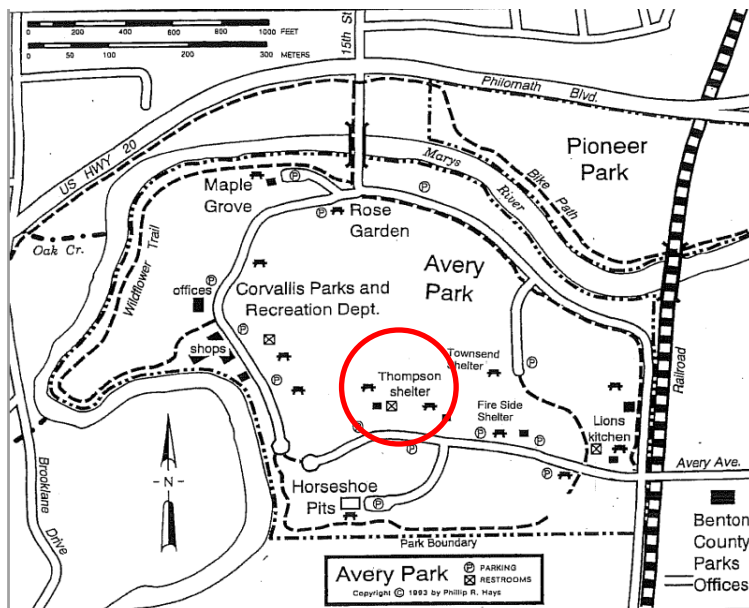 0 200 400 600 800 1000 FEET
0 50 100 200 300 METERS
15th St
Philomath Blvd.
US HWY 20
Marys River
Bike Path
Pioneer
Park
P
Maple
Grove
P
P
Rose
Garden
Oak Cr.
Wildflower Trail
Avery
Park
offices
P
Corvallis Parks and
Recreation Dept.
P
shops
P
Thompson
shelter
Townsend
Shelter
P
Fire Side
Shelter
P
Lions
kitchen
Railroad
P
P
P
Avery Ave.
- N -
Horseshoe
Pits
P
Brooklane Drive
Park Boundary
Benton
County
Parks
Offices
Avery Park
P PARKING
RESTROOMS
Copyright © 1993 by Phillip R. Hays